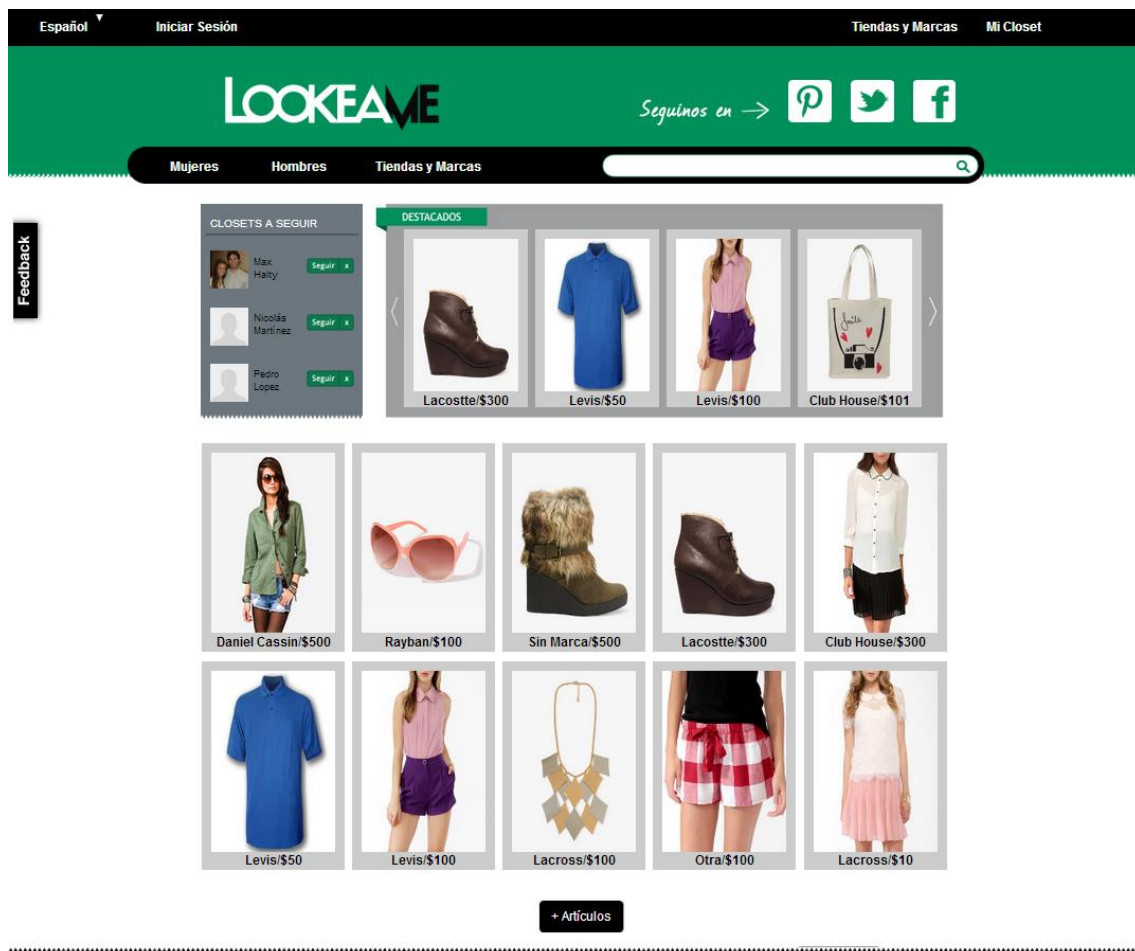 Español
Iniciar Sesión
Tiendas y Marcas
Mi Closet
LOOKEAME
Seguinos en
Mujeres
Hombres
Tiendas y Marcas
Feedback
CLOSETS A SEGUIR
Max
Halty
Seguir x
Nicolás
Martínez
Seguir x
Pedro
Lopez
Seguir x
DESTACADOS
Smile
Lacostte/$300
Levis/$50
Levis/$100
Club House/$101
Daniel Cassin/$500
Rayban/$100
Sin Marca/$500
Lacostte/$300
Club House/$300
Levis/$50
Levis/$100
Lacross/$100
Otra/$100
Lacross/$10
+ Artículos